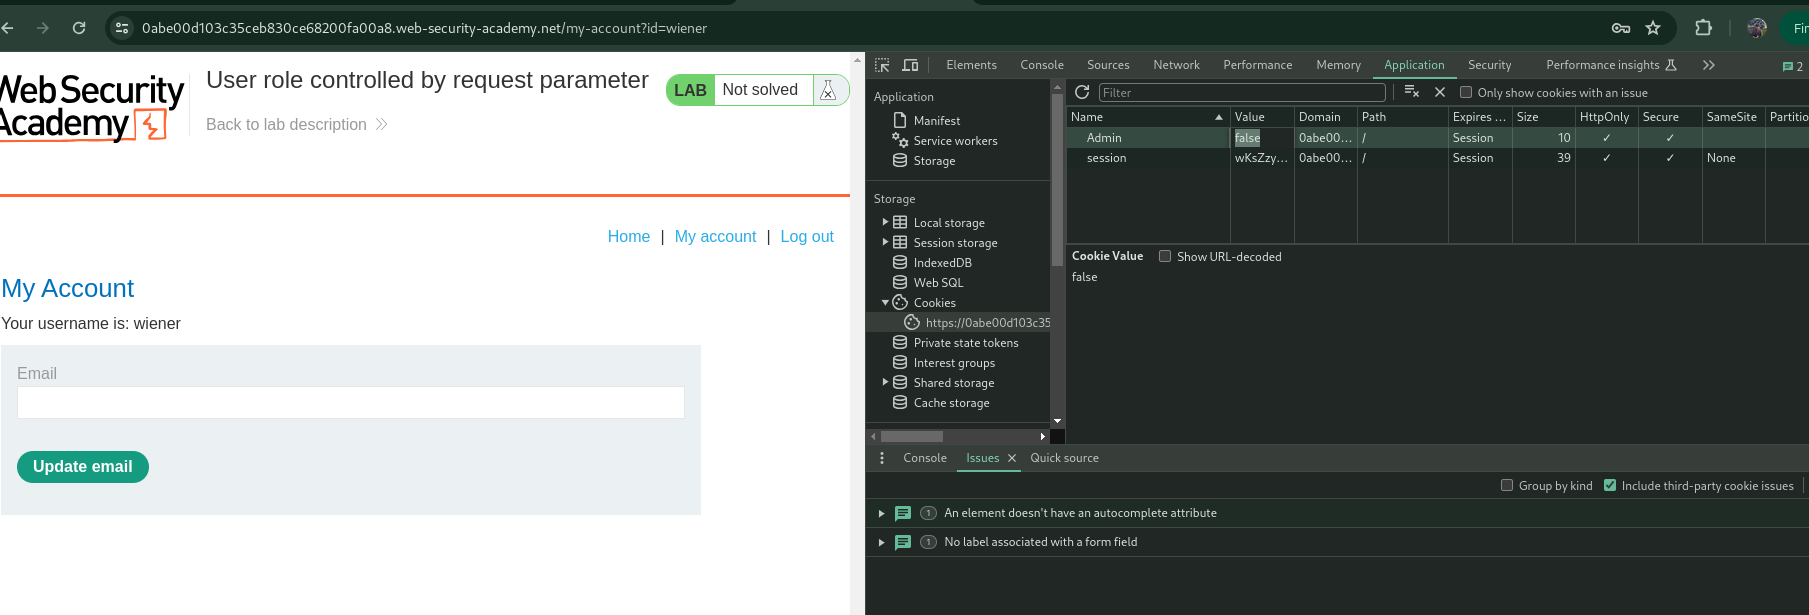 0abe00d103c35ceb830ce68200fa00a8.web-security-academy.net/my-account?id=wiener
Fin
Web Security
Academy
User role controlled by request parameter
LAB Not solved
Back to lab description
Home | My account | Log out
My Account
Your username is: wiener
Email
Update email
Elements Console Sources Network Performance Memory Application Security Performance insights 2
Application
Manifest
Service workers
Storage
Storage
Local storage
Session storage
IndexedDB
Web SQL
Cookies
https://0abe00d103c35
Private state tokens
Interest groups
Shared storage
Cache storage
Filter Only show cookies with an issue
Name Value Domain Path Expires ... Size HttpOnly Secure SameSite Partitio
Admin false 0abe00... / Session 10 ✓ ✓
session wKsZzy... 0abe00... / Session 39 ✓ ✓ None
Cookie Value Show URL-decoded
false
Console Issues Quick source
Group by kind Include third-party cookie issues
1 An element doesn't have an autocomplete attribute
1 No label associated with a form field